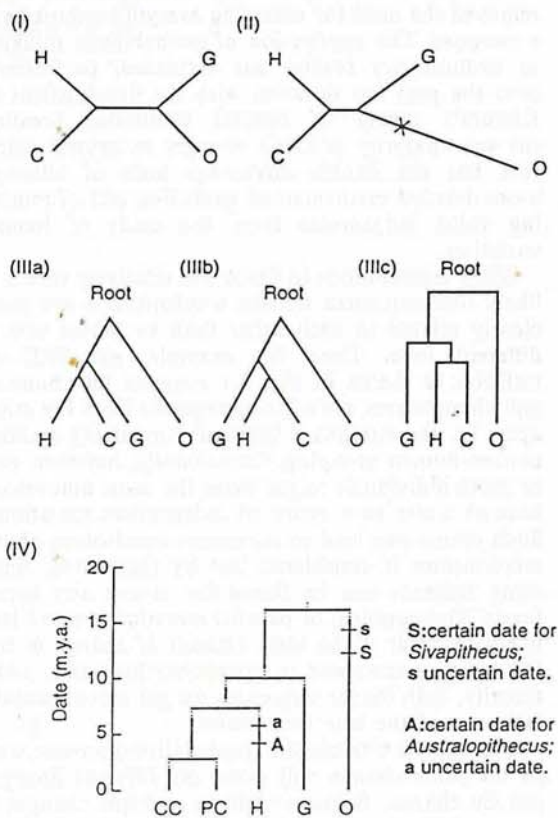 (I) (II)
H G H G
C O C O
(IIIa) (IIIb) (IIIc)
Root Root Root
H C G O G H C O G H C O
(IV)
Date (m.y.a.)
20
15
10
5
0
s
S
a
A
CC PC H G O
S:certain date for
Sivapithecus;
s uncertain date.
A:certain date for
Australopithecus;
a uncertain date.